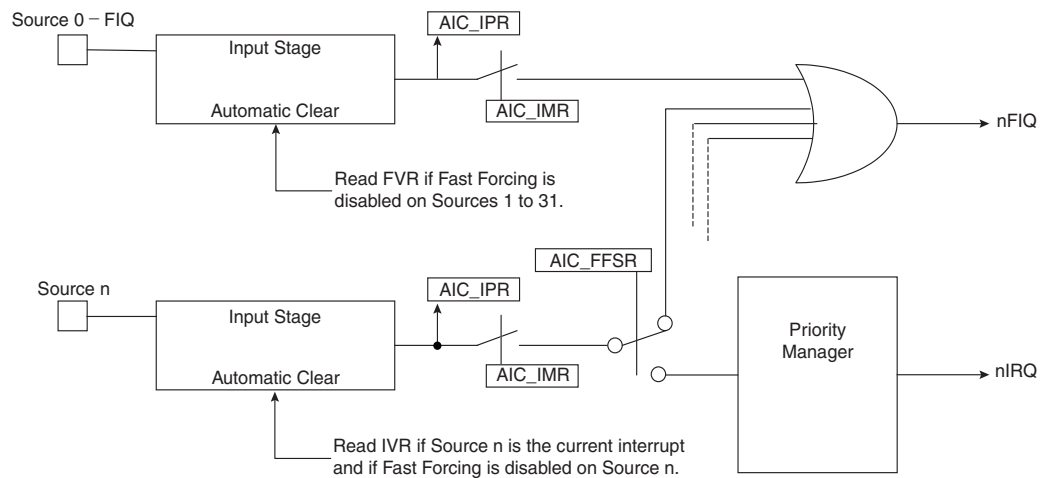 Source 0 – FIQ
AIC_IPR
Input Stage
Automatic Clear
AIC_IMR
nFIQ
Read FVR if Fast Forcing is
disabled on Sources 1 to 31.
AIC_FFSR
Source n
AIC_IPR
Input Stage
Priority
Manager
Automatic Clear
AIC_IMR
nIRQ
Read IVR if Source n is the current interrupt
and if Fast Forcing is disabled on Source n.